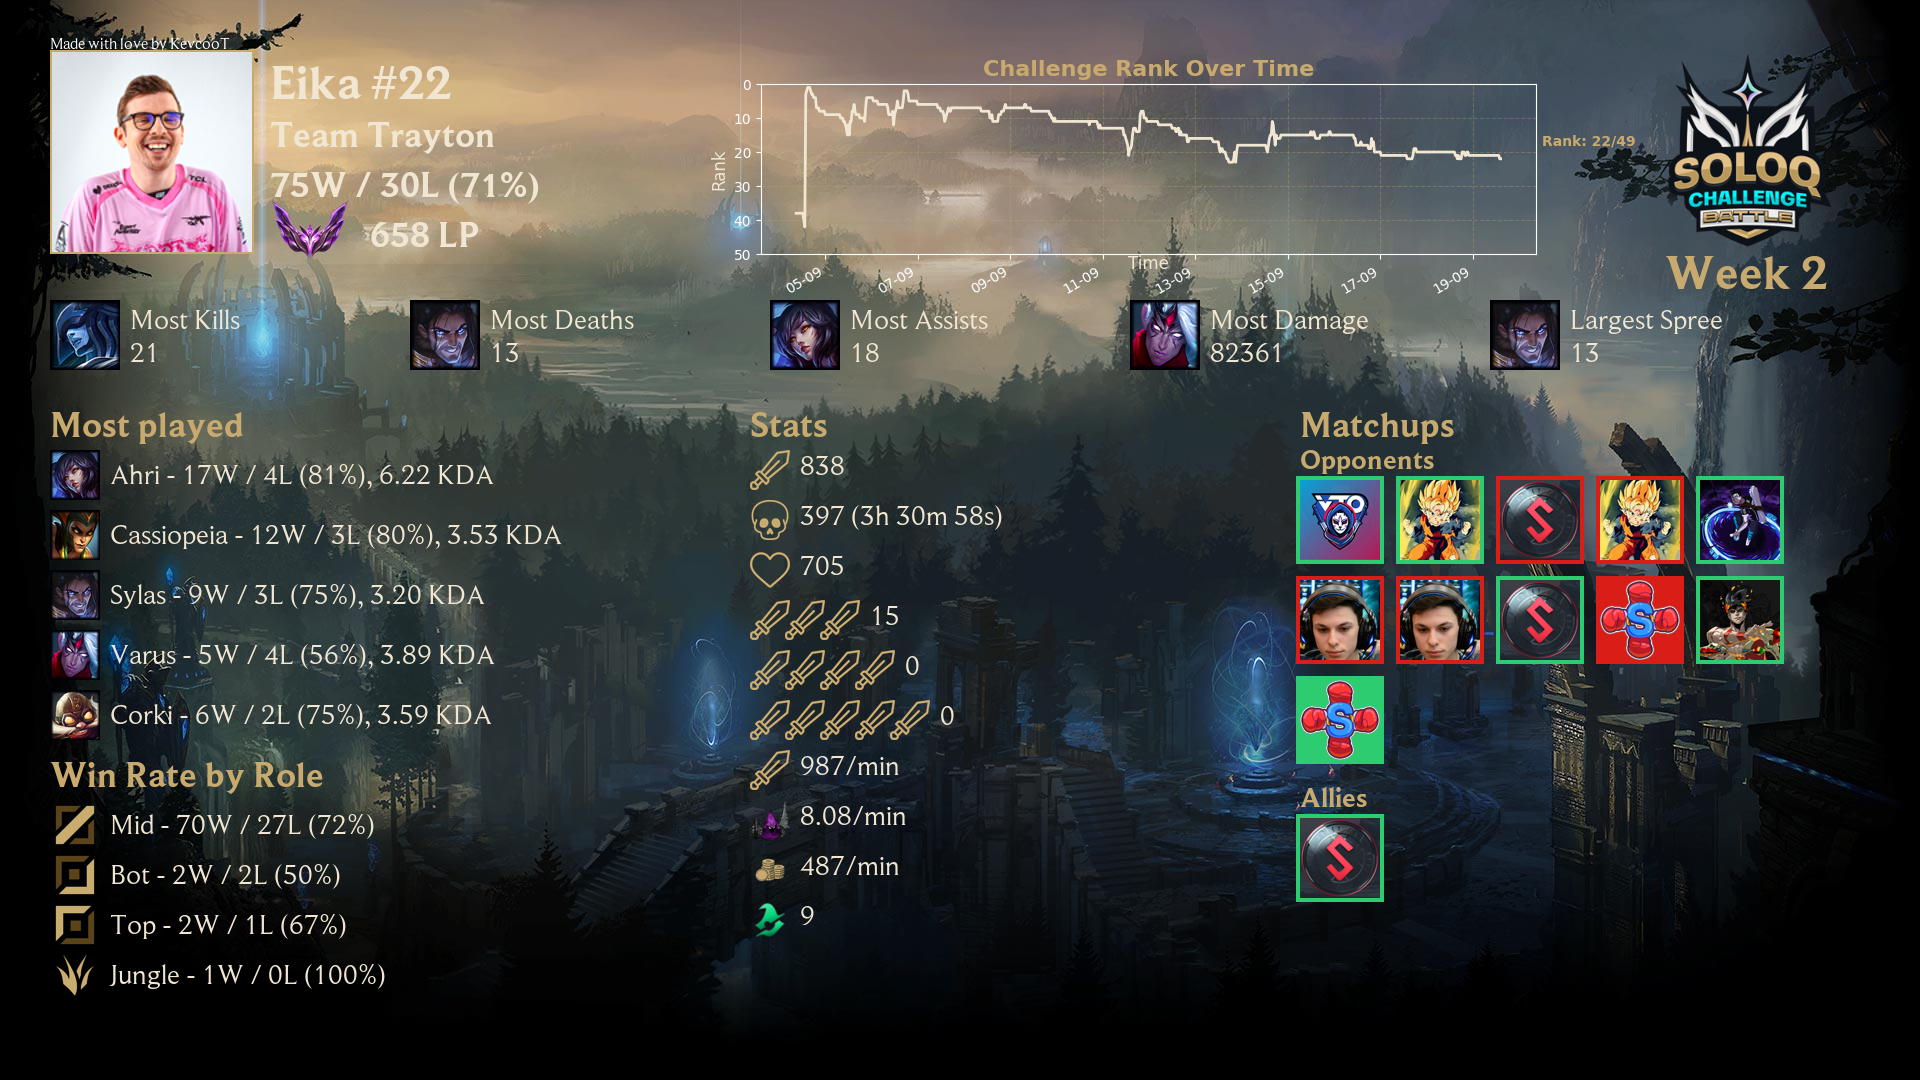 Made with love by KevcooT
Eika #22
Team Trayton
75W / 30L (71%)
658 LP
Challenge Rank Over Time
0
10
20
30
40
50
Rank
05-09
07-09
09-09
11-09
13-09
15-09
17-09
19-09
Time
Rank: 22/49
SOLOQ
CHALLENGE
BATTLE
Week 2
Most Kills
21
Most Deaths
13
Most Assists
18
Most Damage
82361
Largest Spree
13
Most played
Ahri - 17W / 4L (81%), 6.22 KDA
Cassiopeia - 12W / 3L (80%), 3.53 KDA
Sylas - 9W / 3L (75%), 3.20 KDA
Varus - 5W / 4L (56%), 3.89 KDA
Corki - 6W / 2L (75%), 3.59 KDA
Win Rate by Role
Mid - 70W / 27L (72%)
Bot - 2W / 2L (50%)
Top - 2W / 1L (67%)
Jungle - 1W / 0L (100%)
Stats
838
397 (3h 30m 58s)
705
15
0
0
987/min
8.08/min
487/min
9
Matchups
Opponents
S
S
Allies